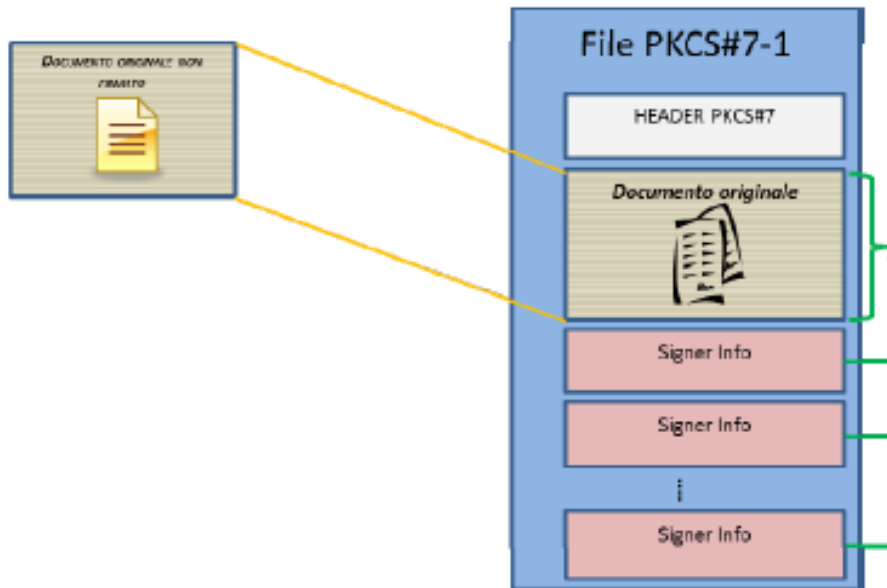 File PKCS#7-1
DOCUMENTO ORIGINALE NON
FIRMATO
HEADER PKCS#7
Documento originale
Signer Info
Signer Info
Signer Info